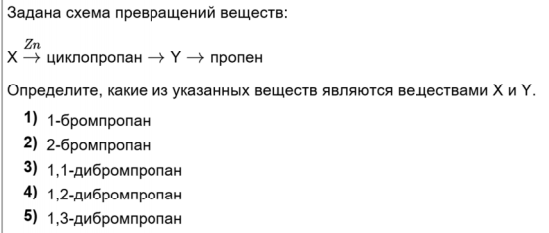 Задана схема превращений веществ:
X \xrightarrow{Zn} циклопропан → Y → пропен
Определите, какие из указанных веществ являются веществами X и Y.
1) 1-бромпропан
2) 2-бромпропан
3) 1,1-дибромпропан
4) 1,2-дибромпропан
5) 1,3-дибромпропан